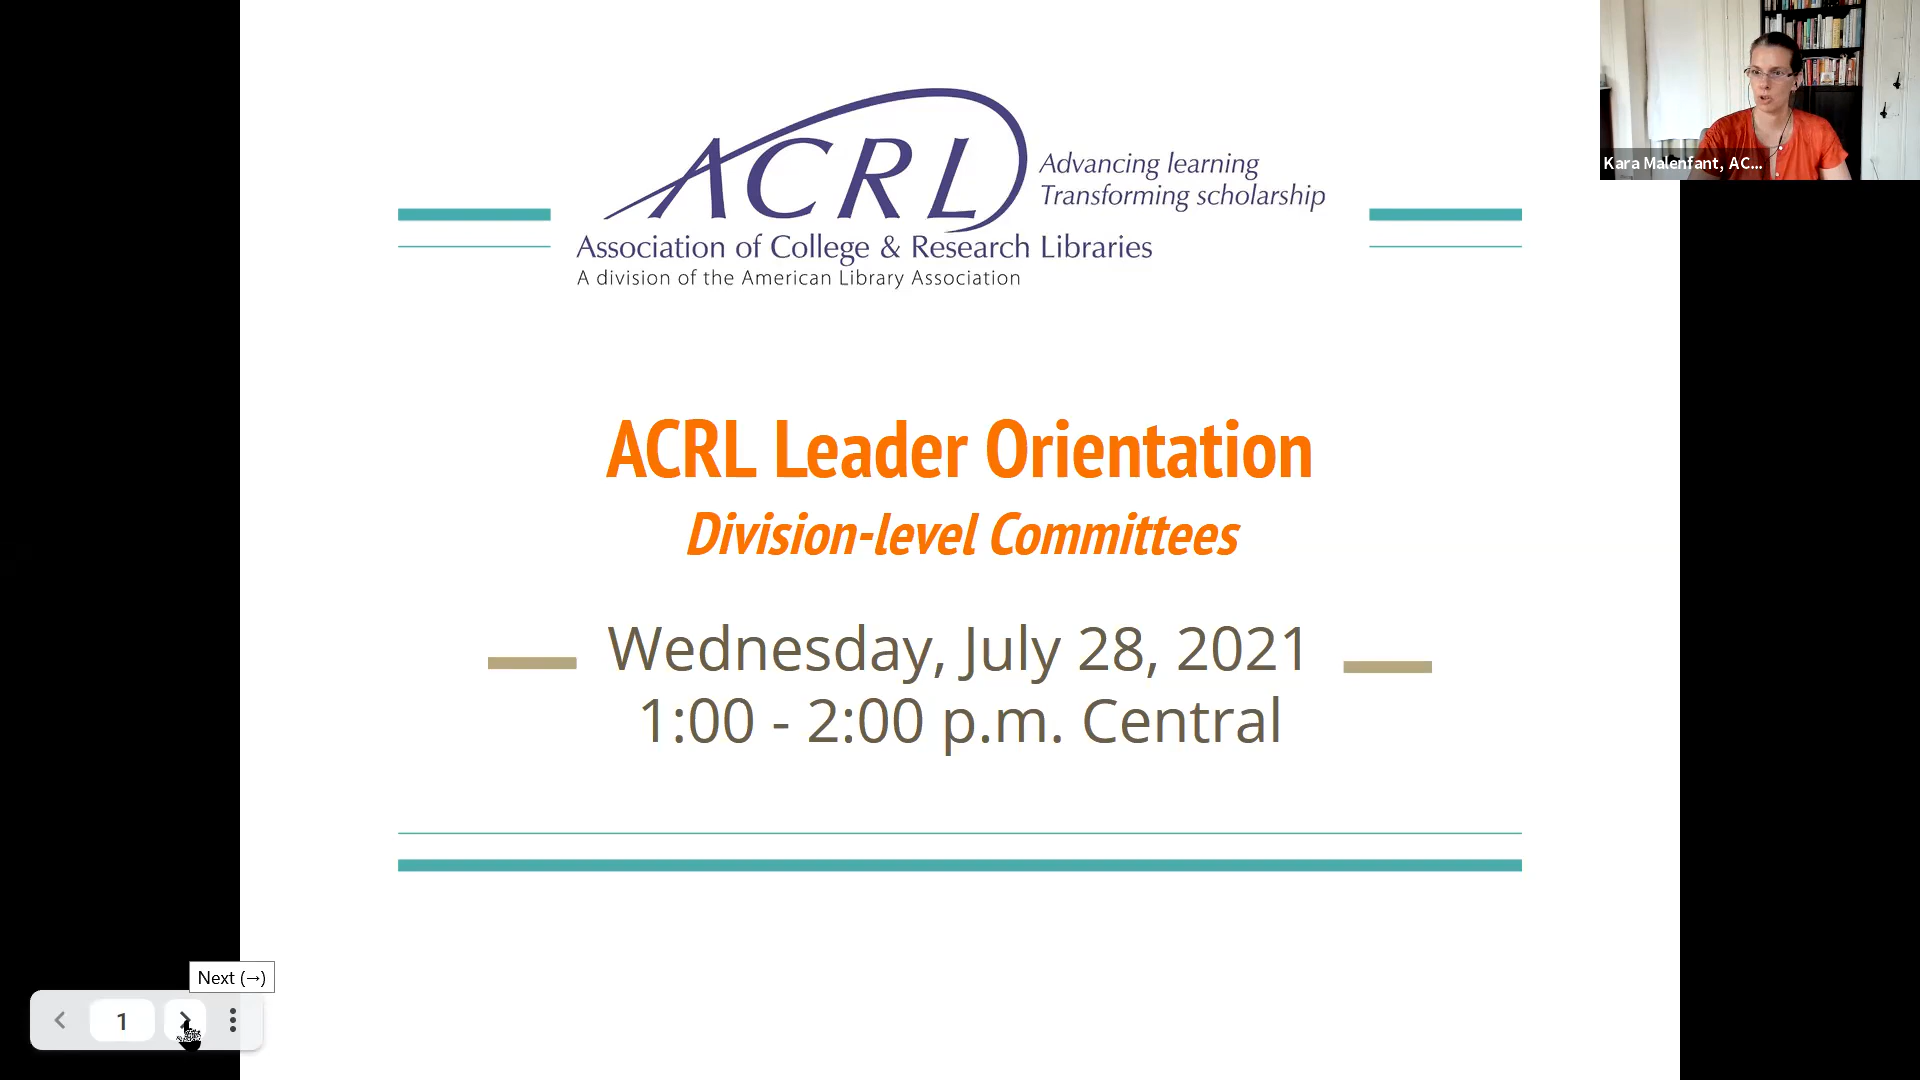 ACRL
Advancing learning
Transforming scholarship
Association of College & Research Libraries
A division of the American Library Association
Kara Malenfant, AC...
ACRL Leader Orientation
Division-level Committees
Wednesday, July 28, 2021
1:00 - 2:00 p.m. Central
Next (→)
1